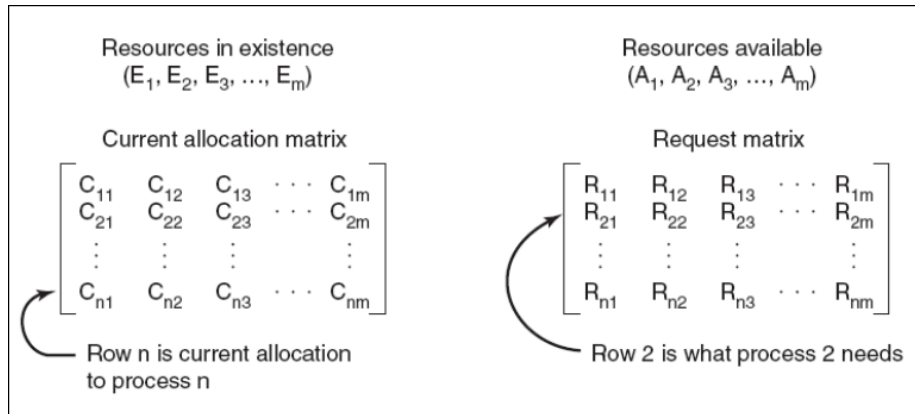 Resources in existence
(E1, E2, E3, ..., Em)
Resources available
(A1, A2, A3, ..., Am)
Current allocation matrix
C11 C12 C13 · · · C1m
C21 C22 C23 · · · C2m
⋮ ⋮ ⋮ ⋮
Cn1 Cn2 Cn3 · · · Cnm
Row n is current allocation
to process n
Request matrix
R11 R12 R13 · · · R1m
R21 R22 R23 · · · R2m
⋮ ⋮ ⋮ ⋮
Rn1 Rn2 Rn3 · · · Rnm
Row 2 is what process 2 needs